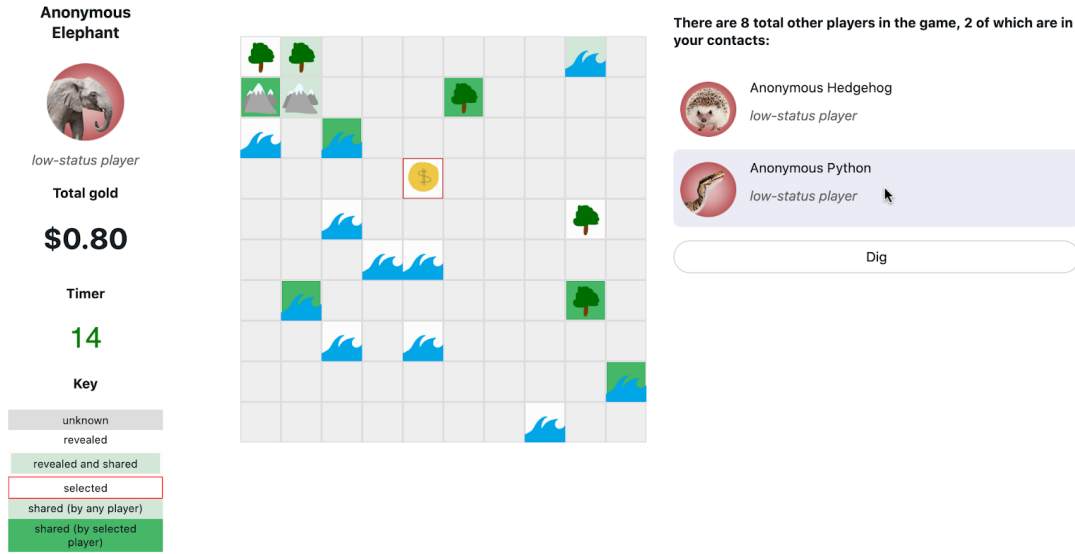 Anonymous
Elephant
low-status player
Total gold
$0.80
Timer
14
Key
unknown
revealed
revealed and shared
selected
shared (by any player)
shared (by selected
player)
$
There are 8 total other players in the game, 2 of which are in
your contacts:
Anonymous Hedgehog
low-status player
Anonymous Python
low-status player
Dig